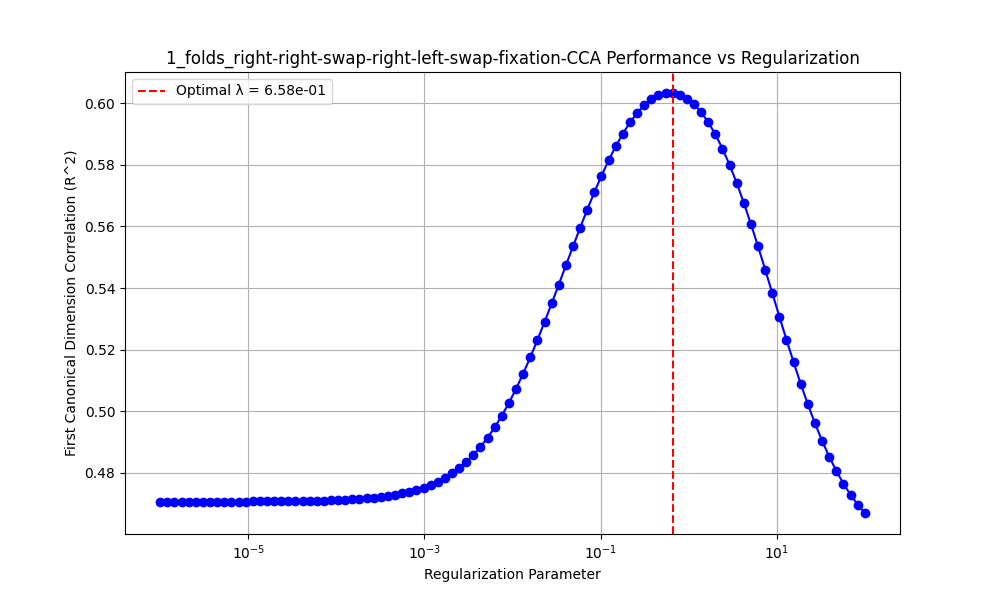 1_folds_right-right-swap-right-left-swap-fixation-CCA Performance vs Regularization
Optimal λ = 6.58e-01
First Canonical Dimension Correlation (R^2)
0.60
0.58
0.56
0.54
0.52
0.50
0.48
10⁻⁵ 10⁻³ 10⁻¹ 10¹
Regularization Parameter